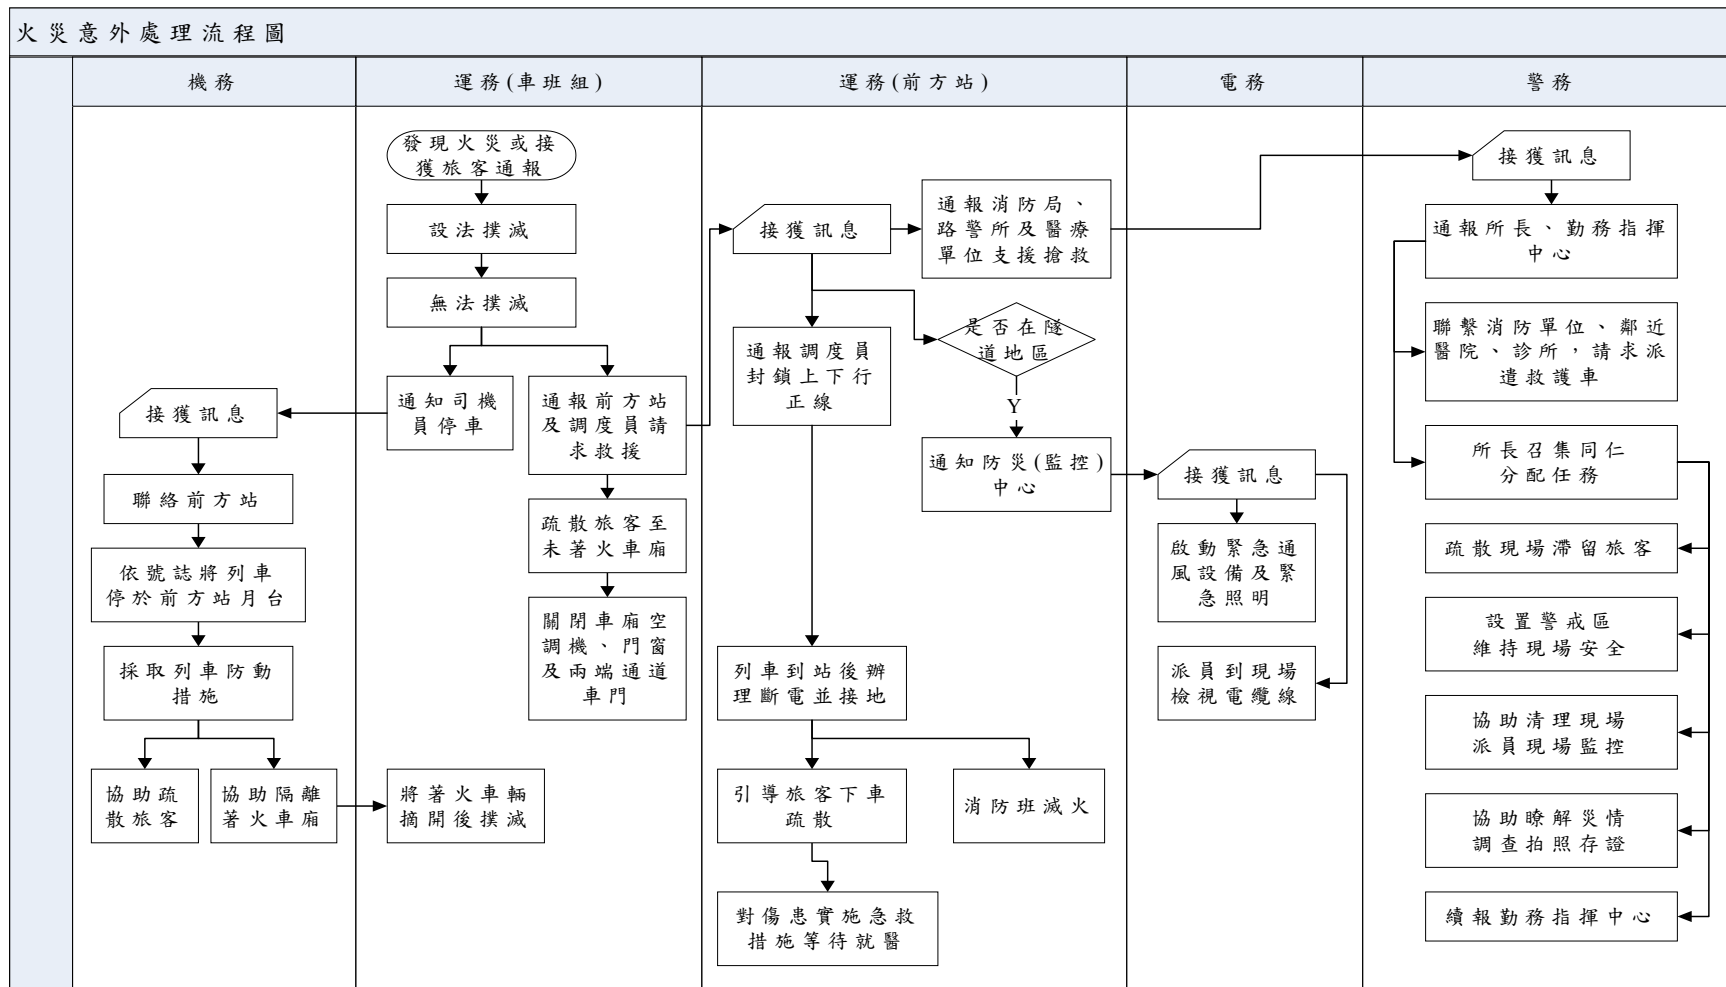 火災意外處理流程圖
機務
運務(車班組)
運務(前方站)
電務
警務
接獲訊息
聯絡前方站
依號誌將列車
停於前方站月台
採取列車防動
措施
協助疏
散旅客
協助隔離
著火車廂
發現火災或接
獲旅客通報
設法撲滅
無法撲滅
通知司機
員停車
通報前方站
及調度員請
求救援
疏散旅客至
未著火車廂
關閉車廂空
調機、門窗
及兩端通道
車門
將著火車輛
摘開後撲滅
接獲訊息
通報消防局、
路警所及醫療
單位支援搶救
通報調度員
封鎖上下行
正線
是否在隧
道地區
Y
通知防災(監控)
中心
列車到站後辦
理斷電並接地
引導旅客下車
疏散
消防班滅火
對傷患實施急救
措施等待就醫
接獲訊息
啟動緊急通
風設備及緊
急照明
派員到現場
檢視電纜線
接獲訊息
通報所長、勤務指揮
中心
聯繫消防單位、鄰近
醫院、診所，請求派
遣救護車
所長召集同仁
分配任務
疏散現場滯留旅客
設置警戒區
維持現場安全
協助清理現場
派員現場監控
協助瞭解災情
調查拍照存證
續報勤務指揮中心